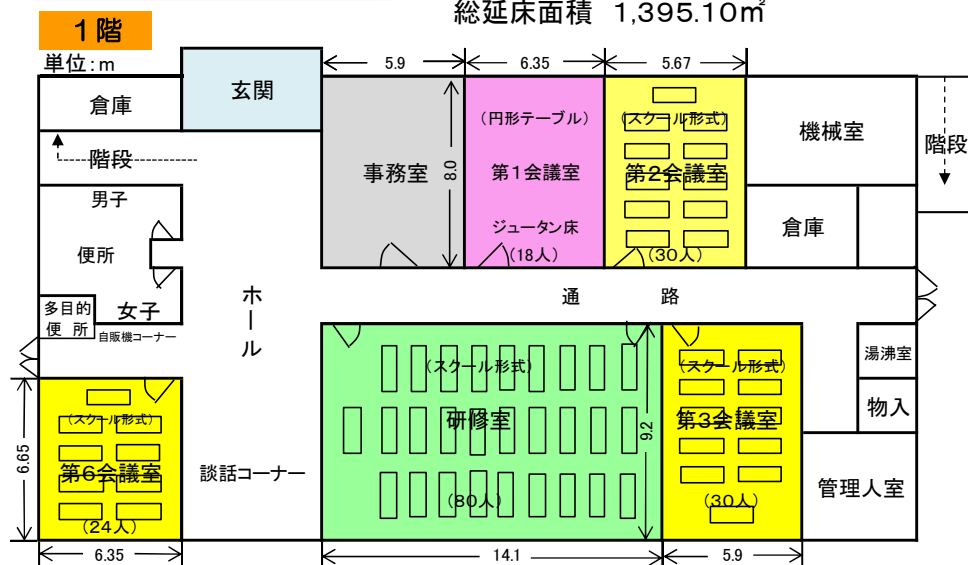 総延床面積 1,395.10㎡
1階
単位:m
5.9
6.35
5.67
倉庫
玄関
(円形テーブル)
(スクール形式)
機械室
階段
階段
事務室
8.0
第1会議室
第2会議室
男子
便所
ジュータン床
(18人)
(30人)
倉庫
ホール
通路
多目的
便所
女子
自販機コーナー
湯沸室
(スクール形式)
(スクール形式)
研修室
第3会議室
9.2
物入
(スクール形式)
6.65
第6会議室
談話コーナー
(80人)
(30人)
管理人室
(24人)
6.35
14.1
5.9